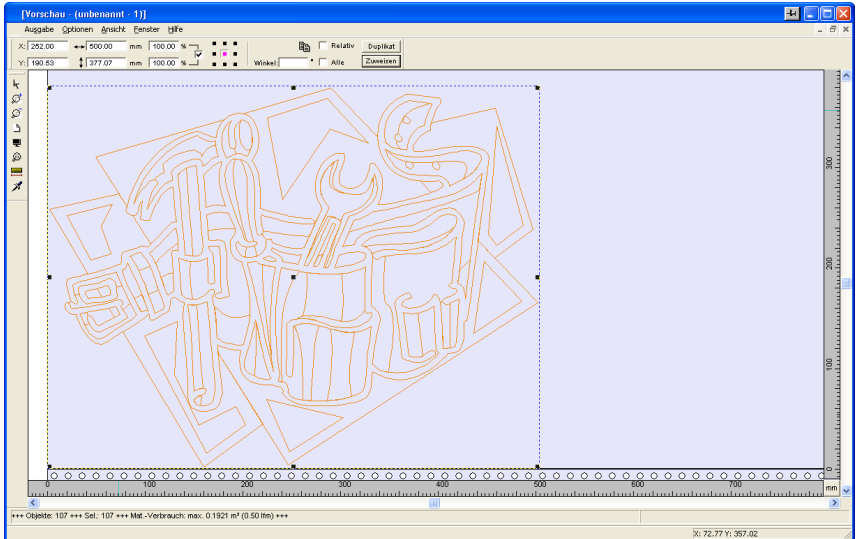 [Vorschau - (unbenannt - 1)]
Ausgabe Optionen Ansicht Fenster Hilfe
X: 252.00 500.00 mm 100.00 % Relativ Duplikat
Y: 190.53 377.07 mm 100.00 % Winkel: ° Alle Zuweisen
300
200
100
0
0 100 200 300 400 500 600 700 mm
+++ Objekte: 107 +++ Sel.: 107 +++ Mat.-Verbrauch: max. 0.1921 m² (0.50 lfm) +++
X: 72.77 Y: 357.02